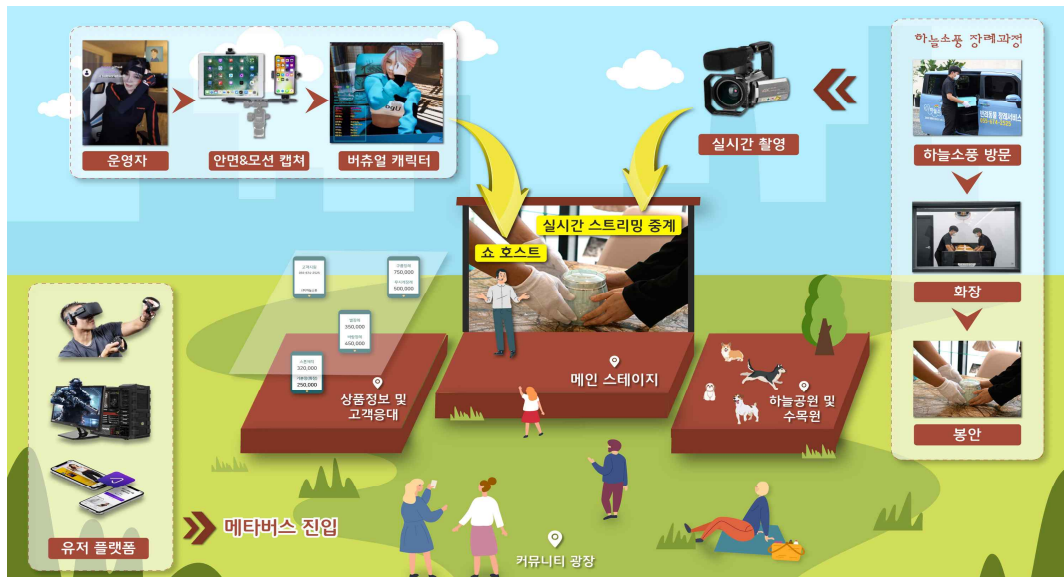 운영자
안면&모션 캡쳐
버츄얼 캐릭터
실시간 촬영
하늘소풍 장례과정
하늘소풍 방문
화장
봉안
실시간 스트리밍 중계
쇼 호스트
메인 스테이지
750,000
500,000
350,000
450,000
320,000
250,000
상품정보 및
고객응대
하늘공원 및
수목원
유저 플랫폼
메타버스 진입
커뮤니티 광장